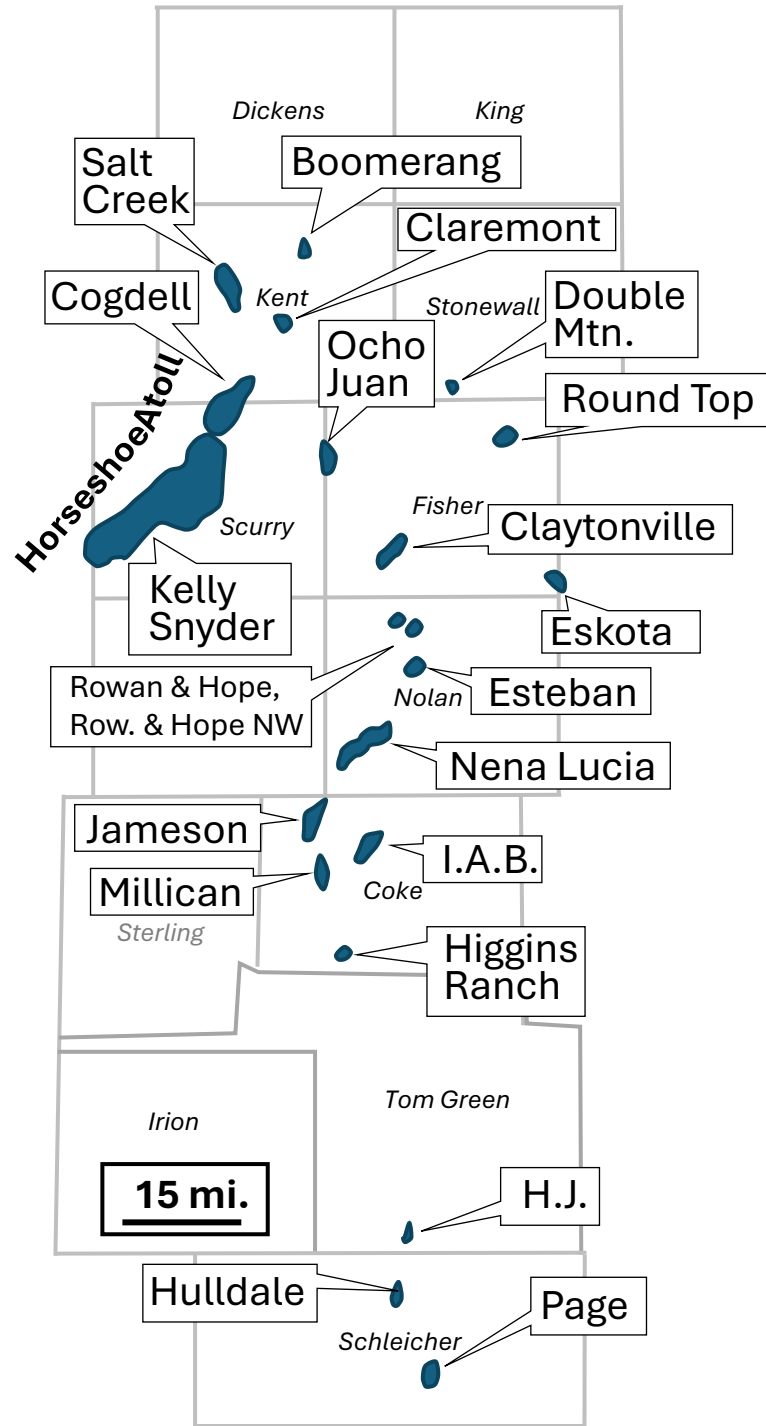 Dickens
King
Salt
Creek
Boomerang
Claremont
Cogdell
Kent
Stonewall
Double
Mtn.
Ocho
Juan
HorseshoeAtoll
Round Top
Fisher
Scurry
Claytonville
Kelly
Snyder
Eskota
Rowan & Hope,
Row. & Hope NW
Nolan
Esteban
Nena Lucia
Jameson
I.A.B.
Millican
Coke
Sterling
Higgins
Ranch
Tom Green
Irion
15 mi.
H.J.
Hulldale
Page
Schleicher